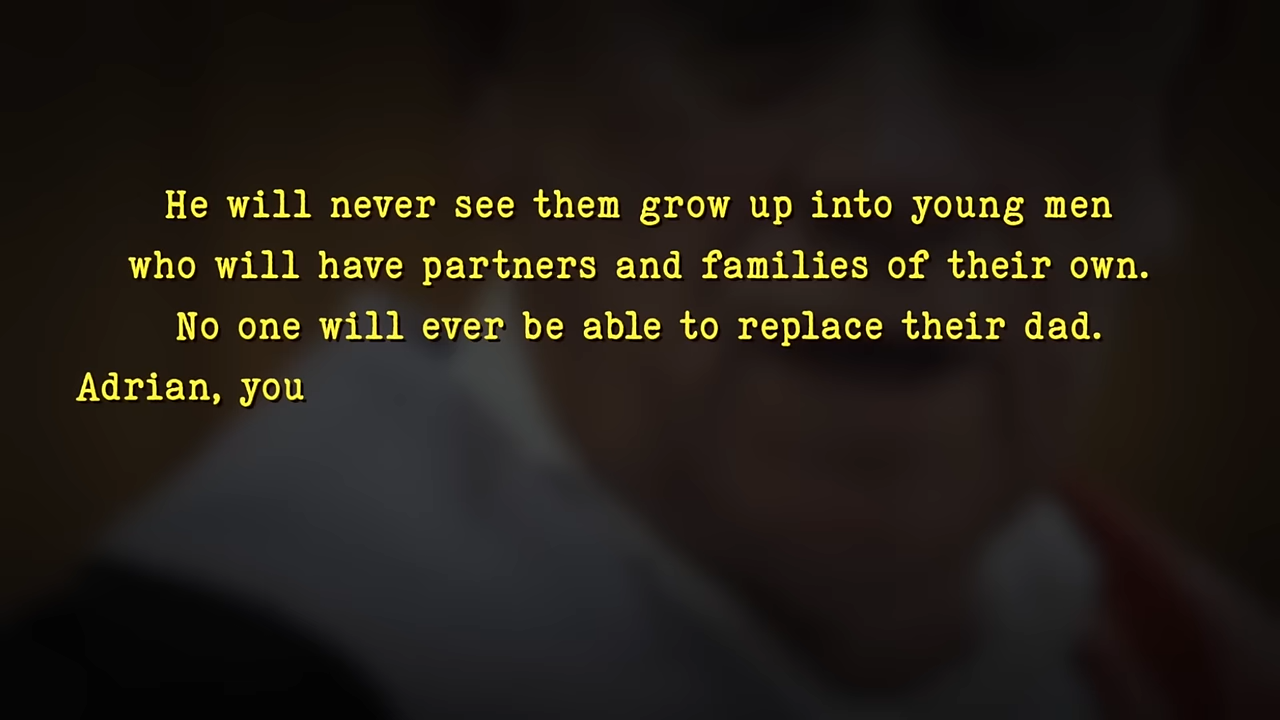 He will never see them grow up into young men
who will have partners and families of their own.
No one will ever be able to replace their dad.
Adrian, you